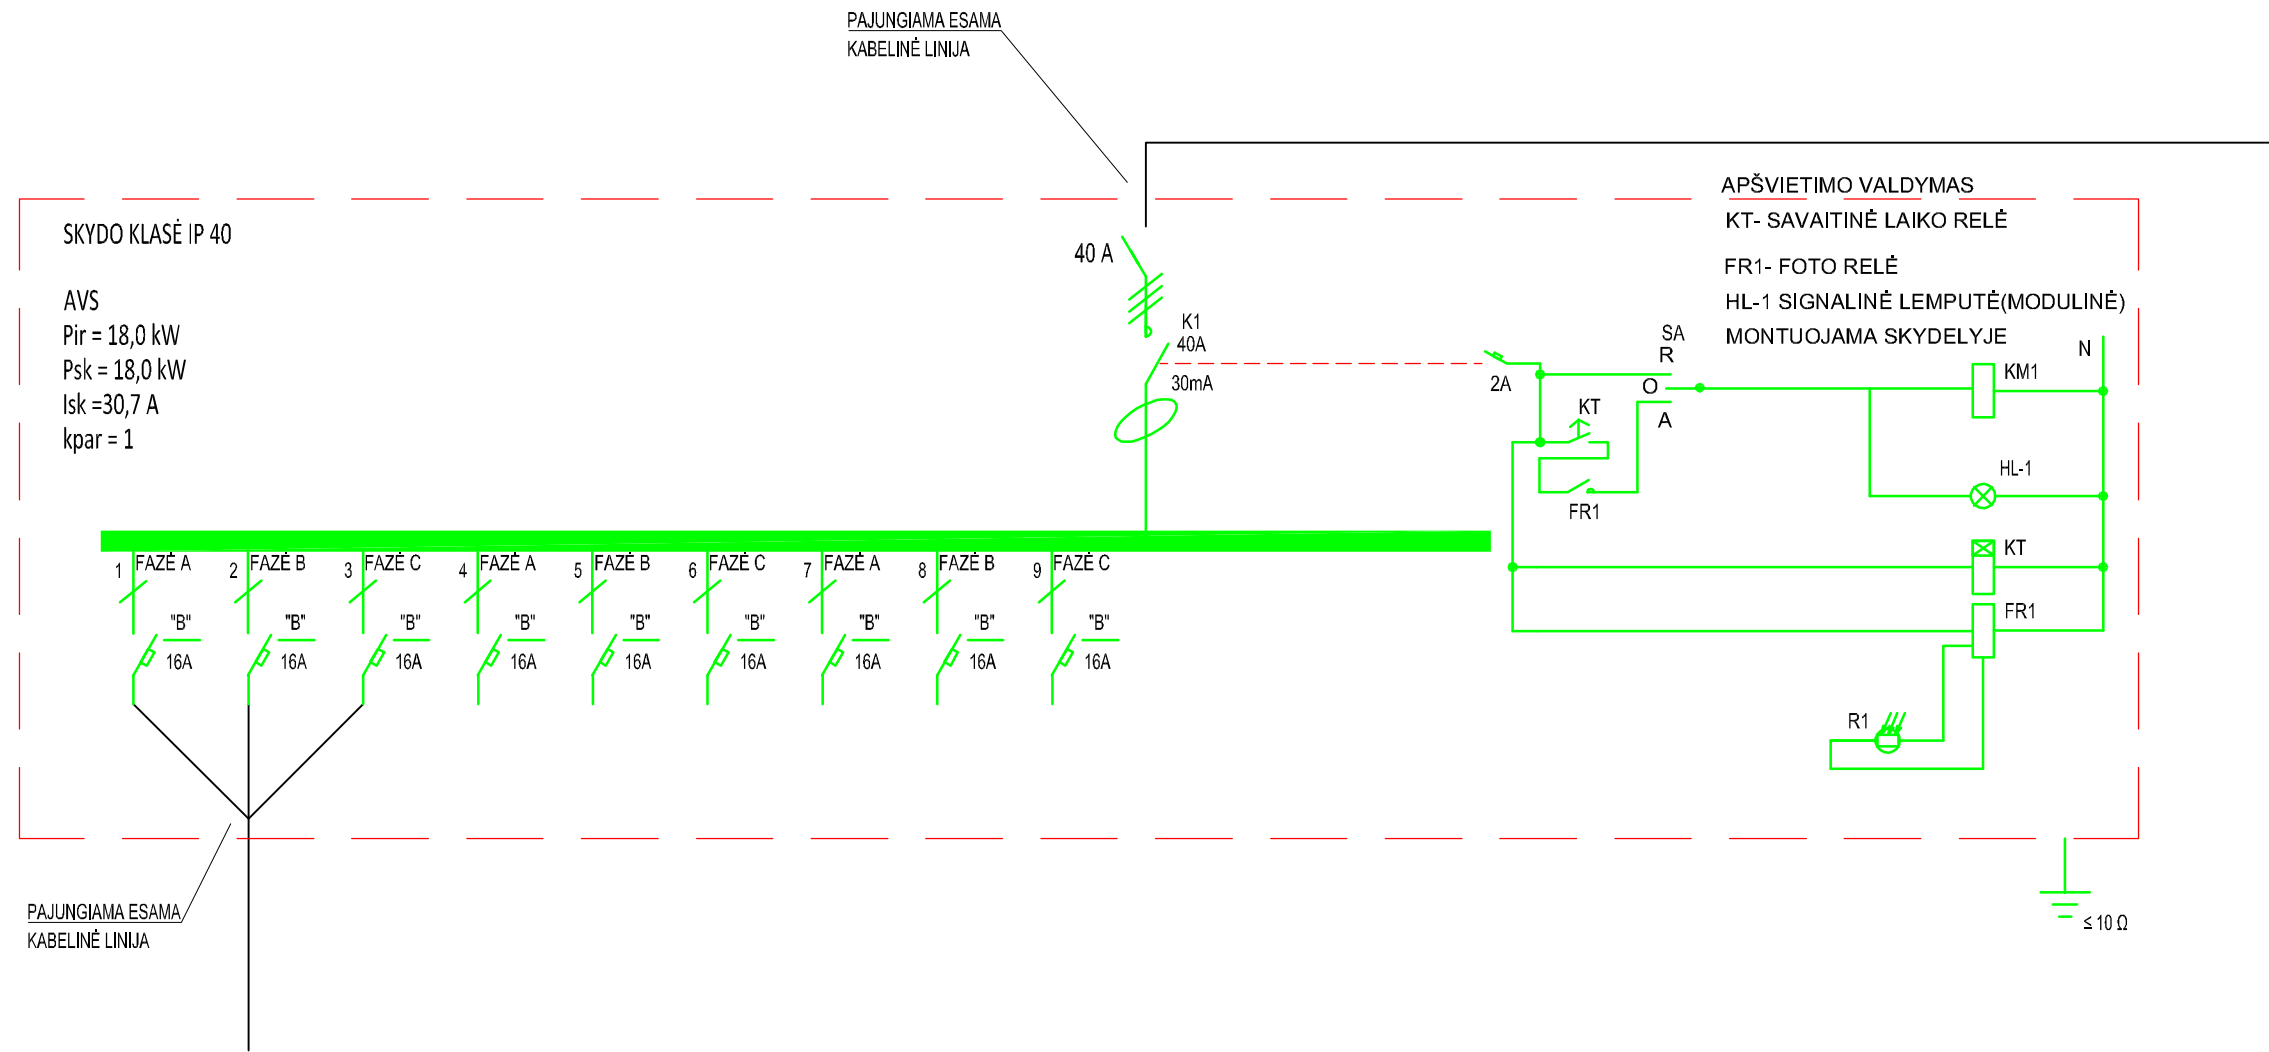 PAJUNGIAMA ESAMA
KABELINĖ LINIJA
APŠVIETIMO VALDYMAS
KT- SAVAITINĖ LAIKO RELĖ
FR1- FOTO RELĖ
HL-1 SIGNALINĖ LEMPUTĖ(MODULINĖ)
MONTUOJAMA SKYDELYJE
SKYDO KLASĖ IP 40
AVS
Pir = 18,0 kW
Psk = 18,0 kW
Isk =30,7 A
kpar = 1
40 A
K1
40A
30mA
2A
SA
R
O
A
KT
FR1
N
KM1
HL-1
KT
FR1
R1
1 FAZĖ A
2 FAZĖ B
3 FAZĖ C
4 FAZĖ A
5 FAZĖ B
6 FAZĖ C
7 FAZĖ A
8 FAZĖ B
9 FAZĖ C
"B" "B" "B" "B" "B" "B" "B" "B" "B"
16A 16A 16A 16A 16A 16A 16A 16A 16A
PAJUNGIAMA ESAMA
KABELINĖ LINIJA
≤ 10 Ω